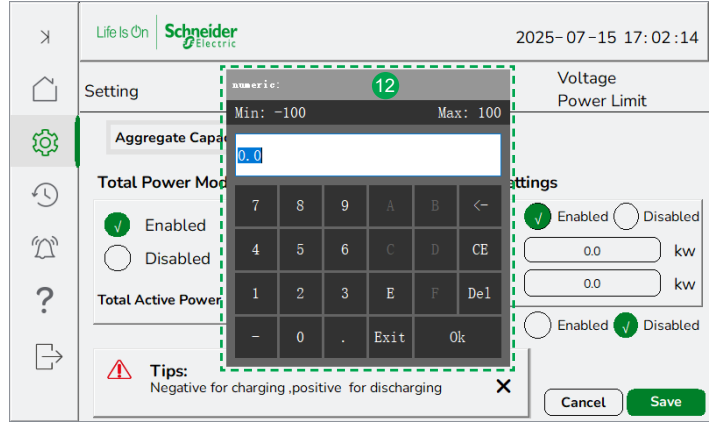 Life Is On Schneider Electric
2025-07-15 17:02:14
Setting
Voltage
Power Limit
numeric:
12
Min: -100 Max: 100
0.0
7 8 9 A B <-
4 5 6 C D CE
1 2 3 E F Del
- 0 . Exit Ok
Aggregate Capa
Total Power Mod
√ Enabled
Disabled
Total Active Power
ttings
√ Enabled Disabled
0.0 kw
0.0 kw
Enabled √ Disabled
?
Tips:
Negative for charging ,positive for discharging
Cancel Save